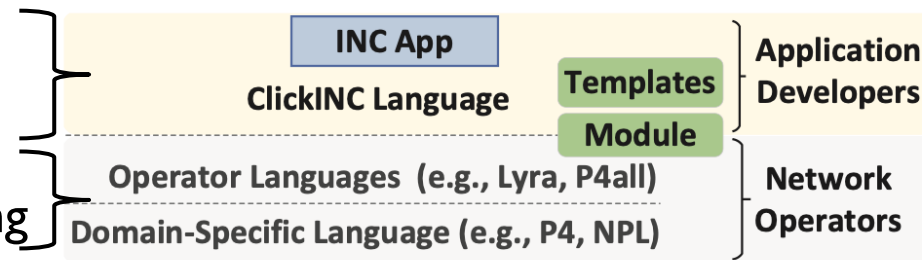 INC App
ClickINC Language
Templates
Module
Application
Developers
Operator Languages (e.g., Lyra, P4all)
Domain-Specific Language (e.g., P4, NPL)
Network
Operators
ng